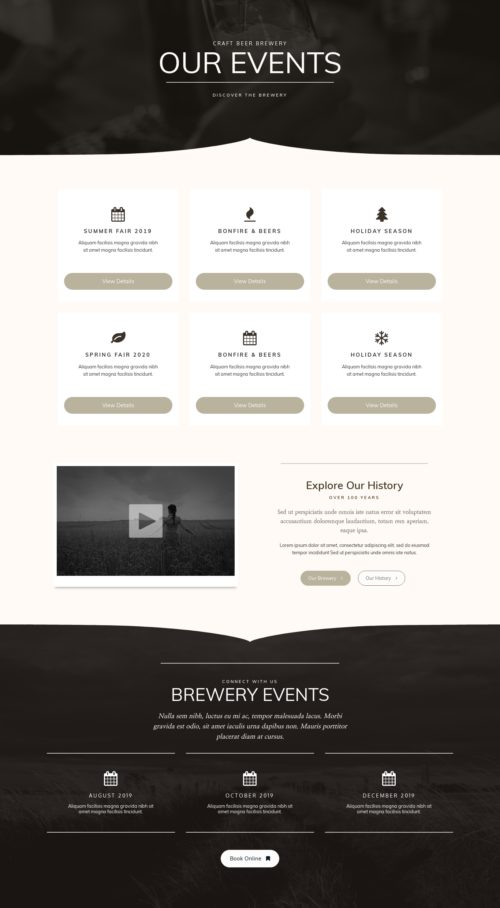 CRAFT BEER BREWERY
OUR EVENTS
DISCOVER THE BREWERY
SUMMER FAIR 2019
Aliquam facilisis magna gravida nibh
sit amet magna facilisis tincidunt.
View Details
BONFIRE & BEERS
Aliquam facilisis magna gravida nibh
sit amet magna facilisis tincidunt.
View Details
HOLIDAY SEASON
Aliquam facilisis magna gravida nibh
sit amet magna facilisis tincidunt.
View Details
SPRING FAIR 2020
Aliquam facilisis magna gravida nibh
sit amet magna facilisis tincidunt.
View Details
BONFIRE & BEERS
Aliquam facilisis magna gravida nibh
sit amet magna facilisis tincidunt.
View Details
HOLIDAY SEASON
Aliquam facilisis magna gravida nibh
sit amet magna facilisis tincidunt.
View Details
Explore Our History
OVER 100 YEARS
Sed ut perspiciatis unde omnis iste natus error sit voluptatem
accusantium doloremque laudantium, totam rem aperiam,
eaque ipsa.
Lorem ipsum dolor sit amet, consectetur adipiscing elit, sed do eiusmod
tempor incididunt Sed ut perspiciatis unde omnis iste natus.
Our Brewery
Our History
CONNECT WITH US
BREWERY EVENTS
Nulla sem nibh, luctus eu mi ac, tempor malesuada lacus. Morbi
gravida est odio, sit amet iaculis urna dapibus non. Mauris porttitor
placerat diam at cursus.
AUGUST 2019
Aliquam facilisis magna gravida nibh sit
amet magna facilisis tincidunt.
OCTOBER 2019
Aliquam facilisis magna gravida nibh sit
amet magna facilisis tincidunt.
DECEMBER 2019
Aliquam facilisis magna gravida nibh sit
amet magna facilisis tincidunt.
Book Online